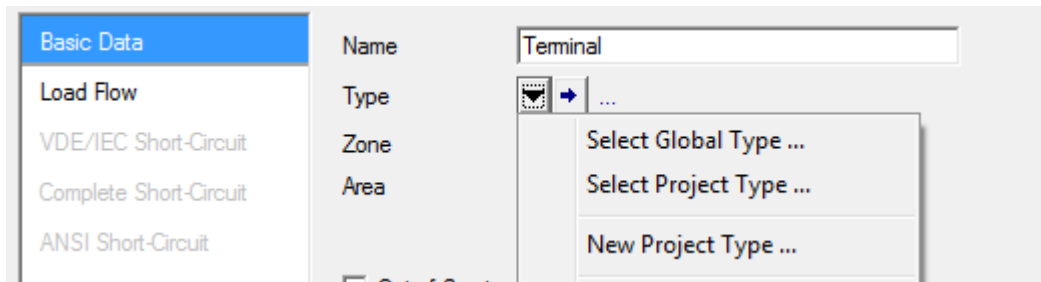 Basic Data
Load Flow
VDE/IEC Short-Circuit
Complete Short-Circuit
ANSI Short-Circuit
Name Terminal
Type ...
Zone
Area
Select Global Type ...
Select Project Type ...
New Project Type ...